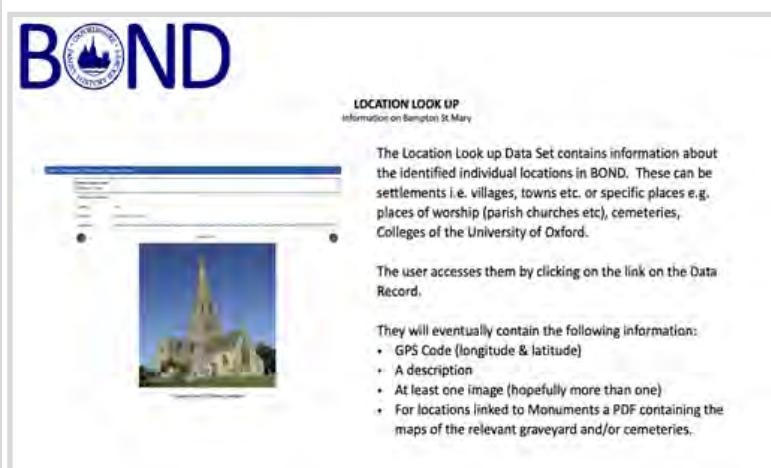 BOND
OXFORDSHIRE
FAMILY HISTORY SOCIETY
LOCATION LOOK UP
Information on Bampton St Mary
The Location Look up Data Set contains information about
the identified individual locations in BOND. These can be
settlements i.e. villages, towns etc. or specific places e.g.
places of worship (parish churches etc), cemeteries,
Colleges of the University of Oxford.
The user accesses them by clicking on the link on the Data
Record.
They will eventually contain the following information:
• GPS Code (longitude & latitude)
• A description
• At least one image (hopefully more than one)
• For locations linked to Monuments a PDF containing the
maps of the relevant graveyard and/or cemeteries.